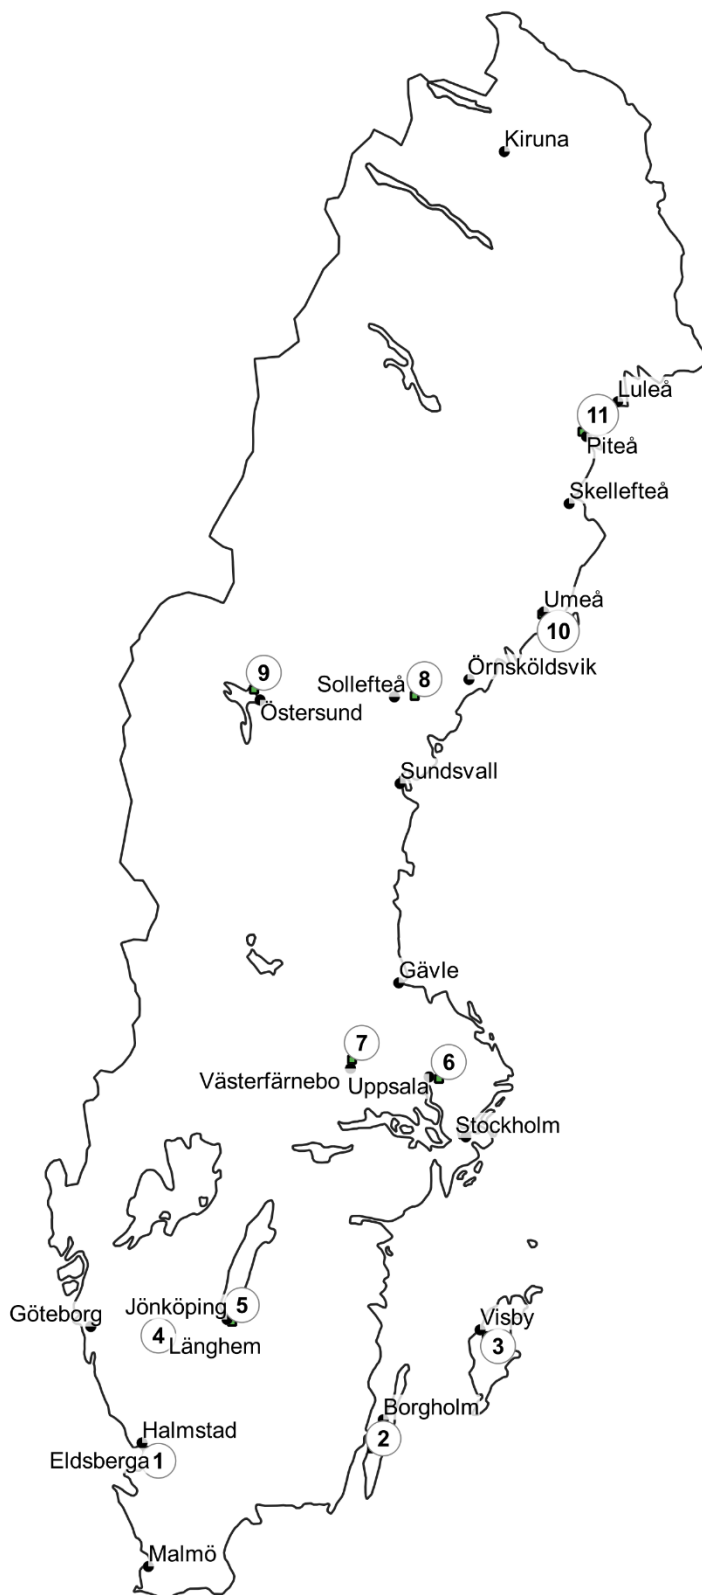 Kiruna
Luleå
11
Piteå
Skellefteå
Umeå
10
Örnsköldsvik
9
Östersund
Sollefteå
8
Sundsvall
Gävle
7
Västerfärnebo
6
Uppsala
Stockholm
Jönköping
5
Göteborg
4
Länghem
Visby
3
Borgholm
2
Halmstad
Eldsberga
1
Malmö